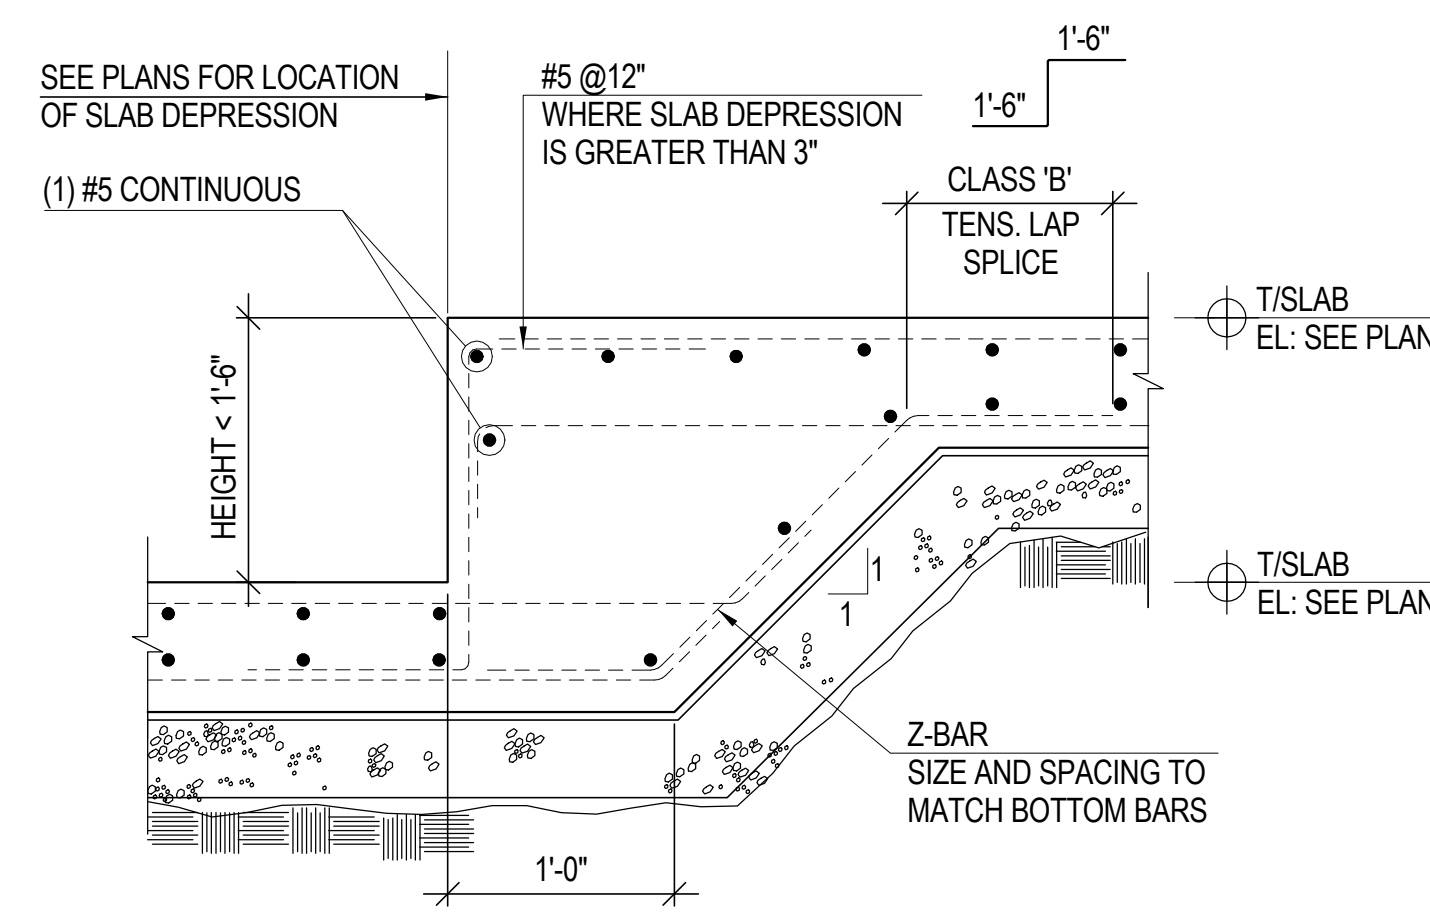 SEE PLANS FOR LOCATION
OF SLAB DEPRESSION
(1) #5 CONTINUOUS
#5 @12"
WHERE SLAB DEPRESSION
IS GREATER THAN 3"
1'-6"
1'-6"
CLASS 'B'
TENS. LAP
SPLICE
T/SLAB
EL: SEE PLAN
HEIGHT < 1'-6"
1
1
T/SLAB
EL: SEE PLAN
Z-BAR
SIZE AND SPACING TO
MATCH BOTTOM BARS
1'-0"